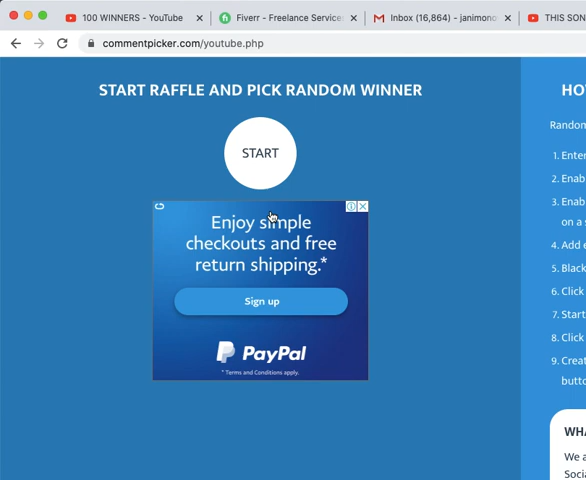 100 WINNERS - YouTube
Fiverr - Freelance Service
Inbox (16,864) - janimono
THIS SON
commentpicker.com/youtube.php
START RAFFLE AND PICK RANDOM WINNER
START
Enjoy simple
checkouts and free
return shipping.*
Sign up
PayPal
* Terms and Conditions apply.
HO
Random
1. Enter
2. Enab
3. Enab
on a s
4. Add e
5. Black
6. Click
7. Start
8. Click
9. Creat
butto
WHA
We a
Socia